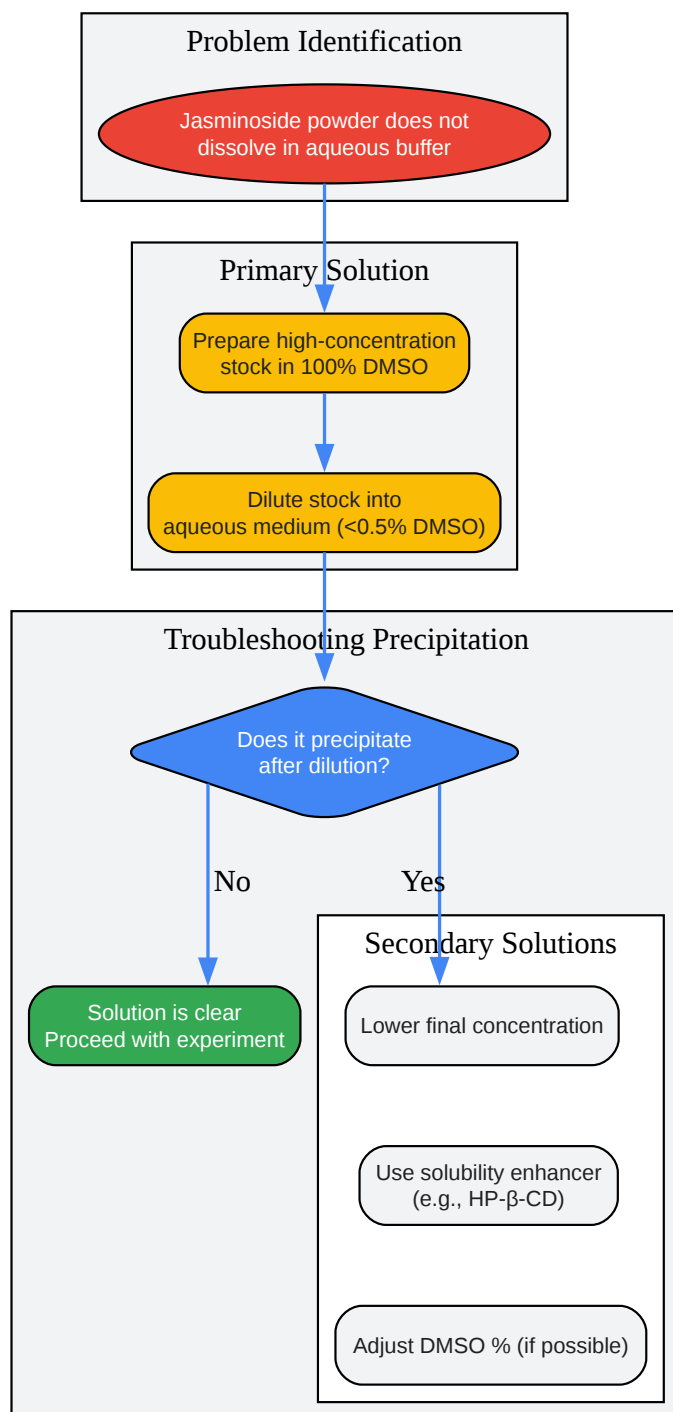 Problem Identification
Jasminoside powder does not
dissolve in aqueous buffer
Primary Solution
Prepare high-concentration
stock in 100% DMSO
Dilute stock into
aqueous medium (<0.5% DMSO)
Troubleshooting Precipitation
Does it precipitate
after dilution?
No
Yes
Secondary Solutions
Solution is clear
Proceed with experiment
Lower final concentration
Use solubility enhancer
(e.g., HP-β-CD)
Adjust DMSO % (if possible)